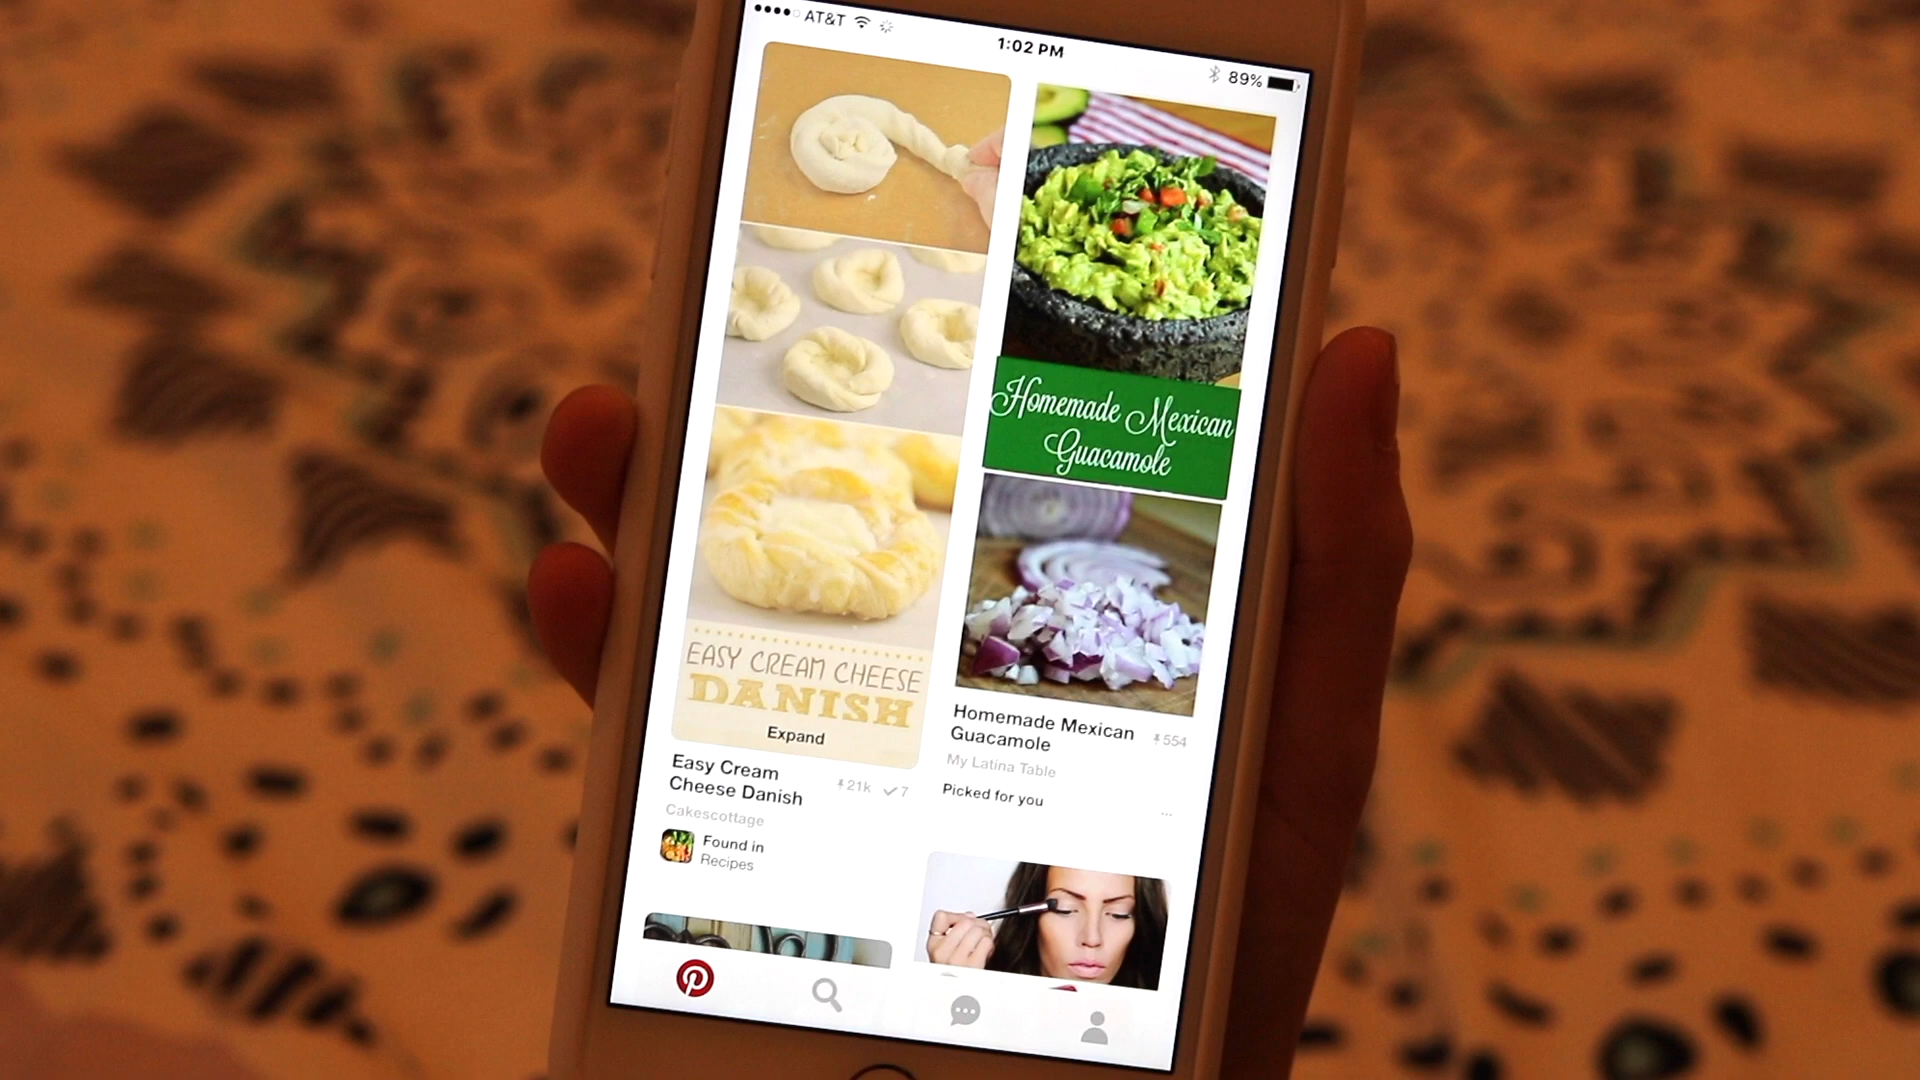 AT&T
1:02 PM
89%
EASY CREAM CHEESE
DANISH
Expand
Easy Cream
Cheese Danish
21k 7
Cakescottage
Found in
Recipes
Homemade Mexican
Guacamole
Homemade Mexican
Guacamole
554
My Latina Table
Picked for you
...